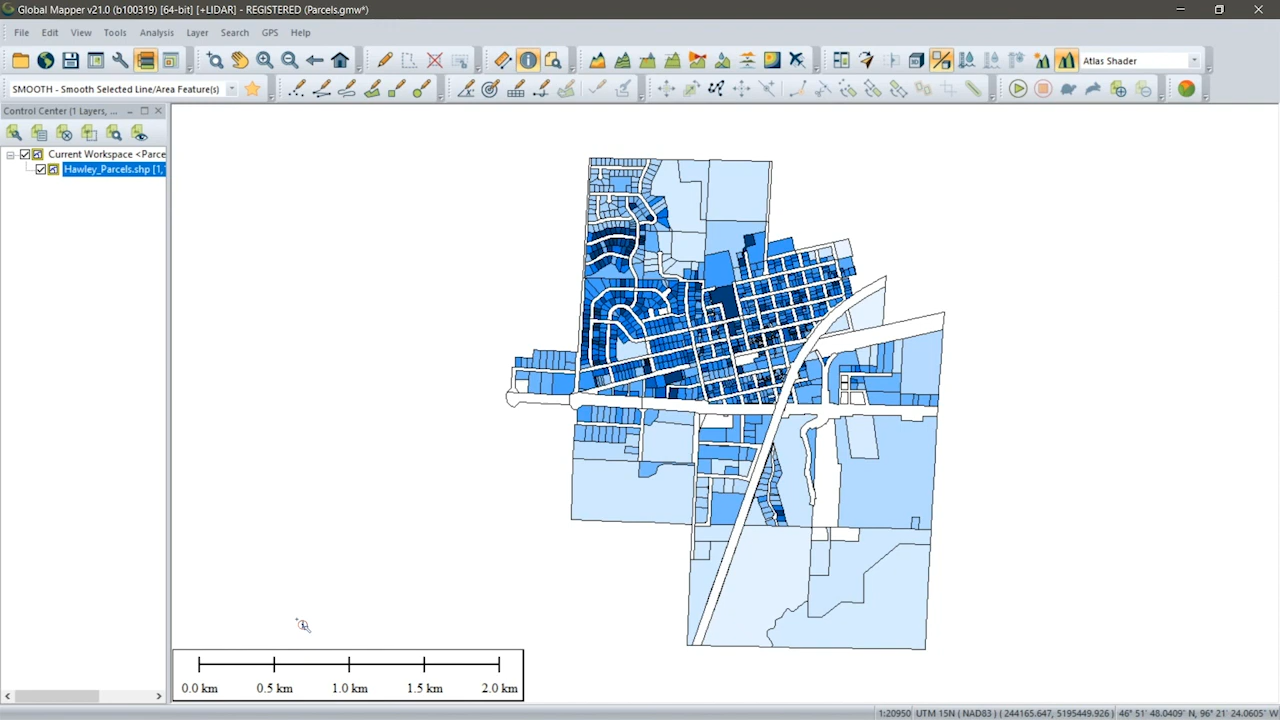 Global Mapper v21.0 (b100319) [64-bit] [+LIDAR] - REGISTERED (Parcels.gmw*)
File Edit View Tools Analysis Layer Search GPS Help
Atlas Shader
SMOOTH - Smooth Selected Line/Area Feature(s)
Control Center (1 Layers, ...
Current Workspace <Parce
Hawley_Parcels.shp [1,
0.0 km 0.5 km 1.0 km 1.5 km 2.0 km
1:20950 UTM 15N ( NAD83 ) ( 244165.647, 5195449.926 ) 46° 51' 48.0409" N, 96° 21' 24.0605" W